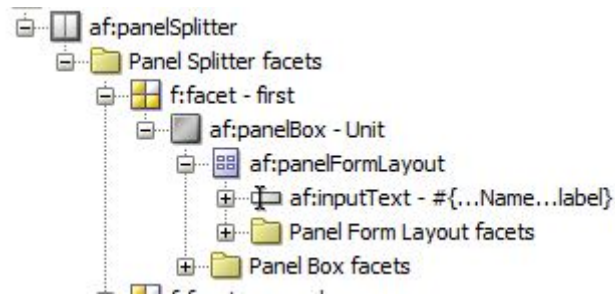 af:panelSplitter
Panel Splitter facets
f:facet - first
af:panelBox - Unit
af:panelFormLayout
af:inputText - #{...Name...label}
Panel Form Layout facets
Panel Box facets